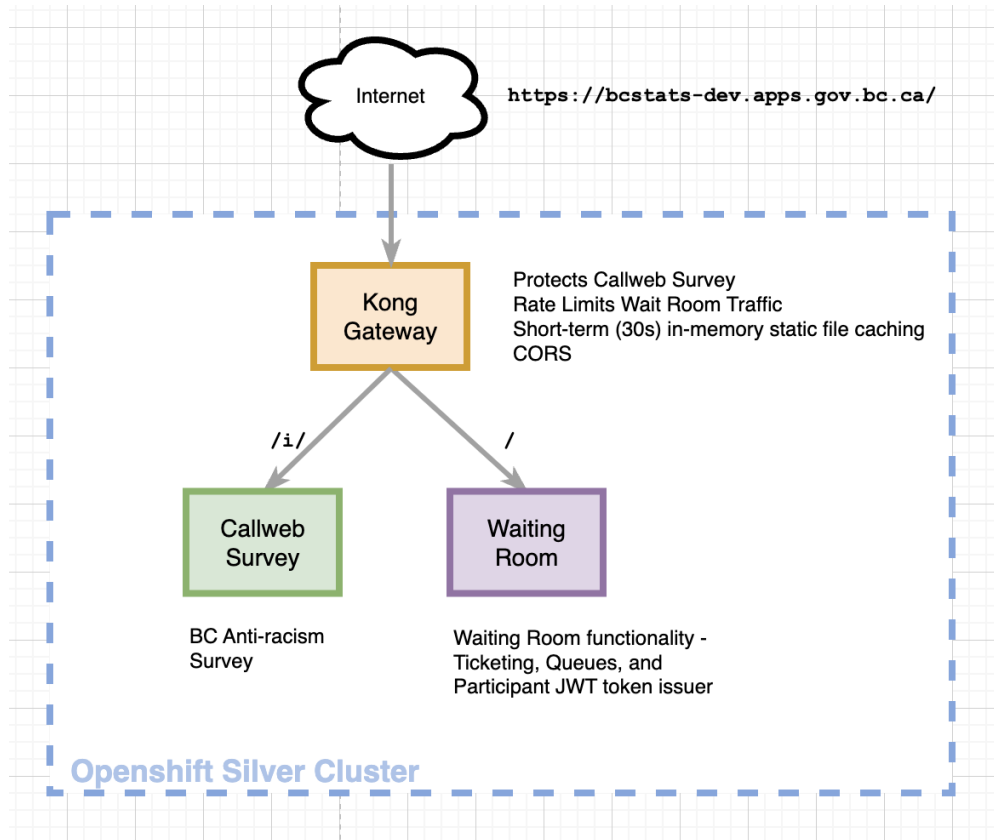 Internet
https://bcstats-dev.apps.gov.bc.ca/
Kong
Gateway
Protects Callweb Survey
Rate Limits Wait Room Traffic
Short-term (30s) in-memory static file caching
CORS
/i/
/
Callweb
Survey
Waiting
Room
BC Anti-racism
Survey
Waiting Room functionality -
Ticketing, Queues, and
Participant JWT token issuer
Openshift Silver Cluster